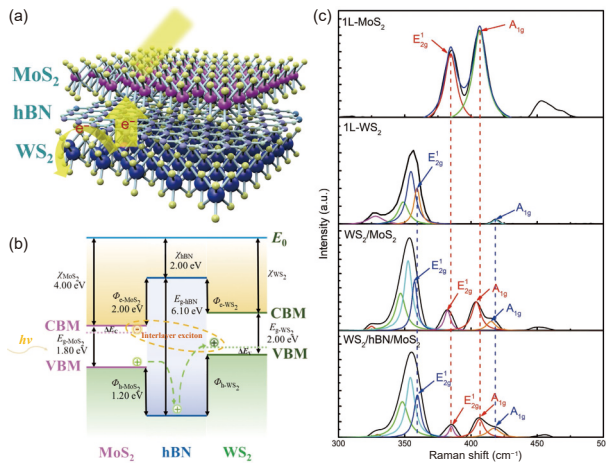 (a)
MoS₂
hBN
WS₂
e⁻
e⁻
(b)
E₀
χMoS₂
4.00 eV
χhBN
2.00 eV
χWS₂
Φe-MoS₂
2.00 eV
Eg-hBN
6.10 eV
Φe-WS₂
CBM
CBM
ΔEc
Interlayer exciton
hν
Eg-MoS₂
1.80 eV
Eg-WS₂
2.00 eV
VBM
VBM
Φh-MoS₂
1.20 eV
Φh-WS₂
MoS₂
hBN
WS₂
(c)
1L-MoS₂
E¹2g
A1g
1L-WS₂
E¹2g
A1g
WS₂/MoS₂
E¹2g
E¹2g
A1g
A1g
WS₂/hBN/MoS₂
E¹2g
E¹2g
A1g
A1g
Intensity (a.u.)
300
350
400
450
500
Raman shift (cm⁻¹)